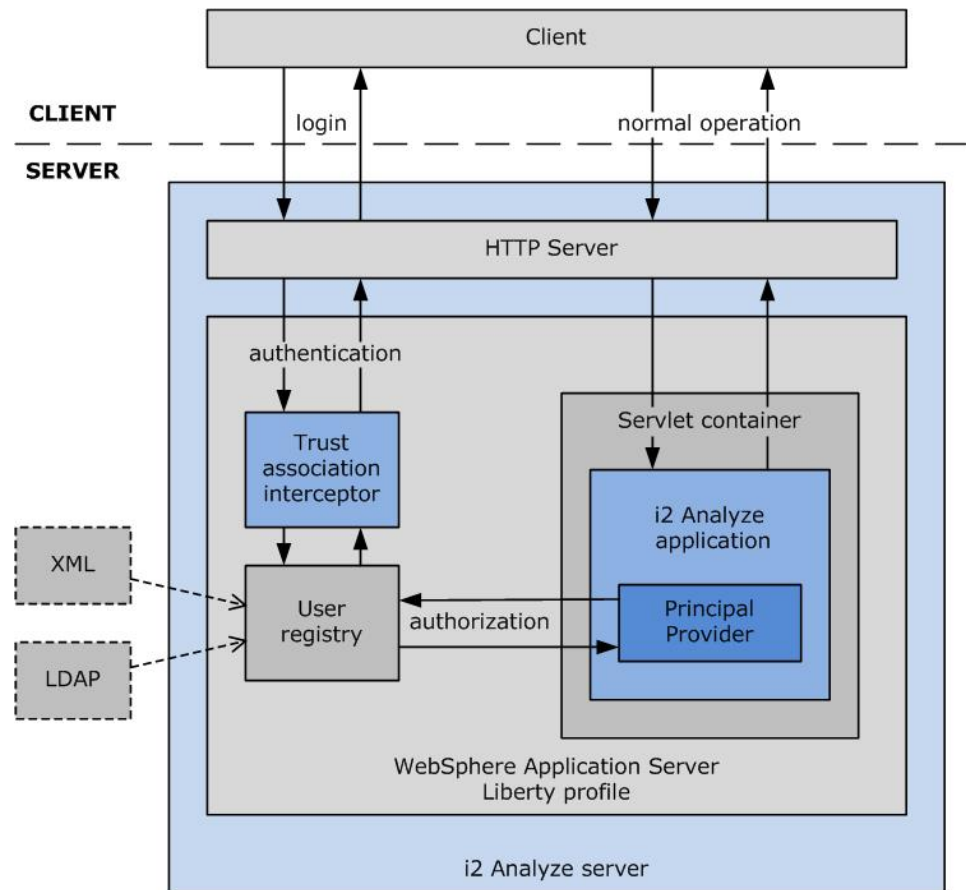 Client
CLIENT
login
normal operation
SERVER
HTTP Server
authentication
Servlet container
Trust
association
interceptor
i2 Analyze
application
XML
User
registry
authorization
Principal
Provider
LDAP
WebSphere Application Server
Liberty profile
i2 Analyze server